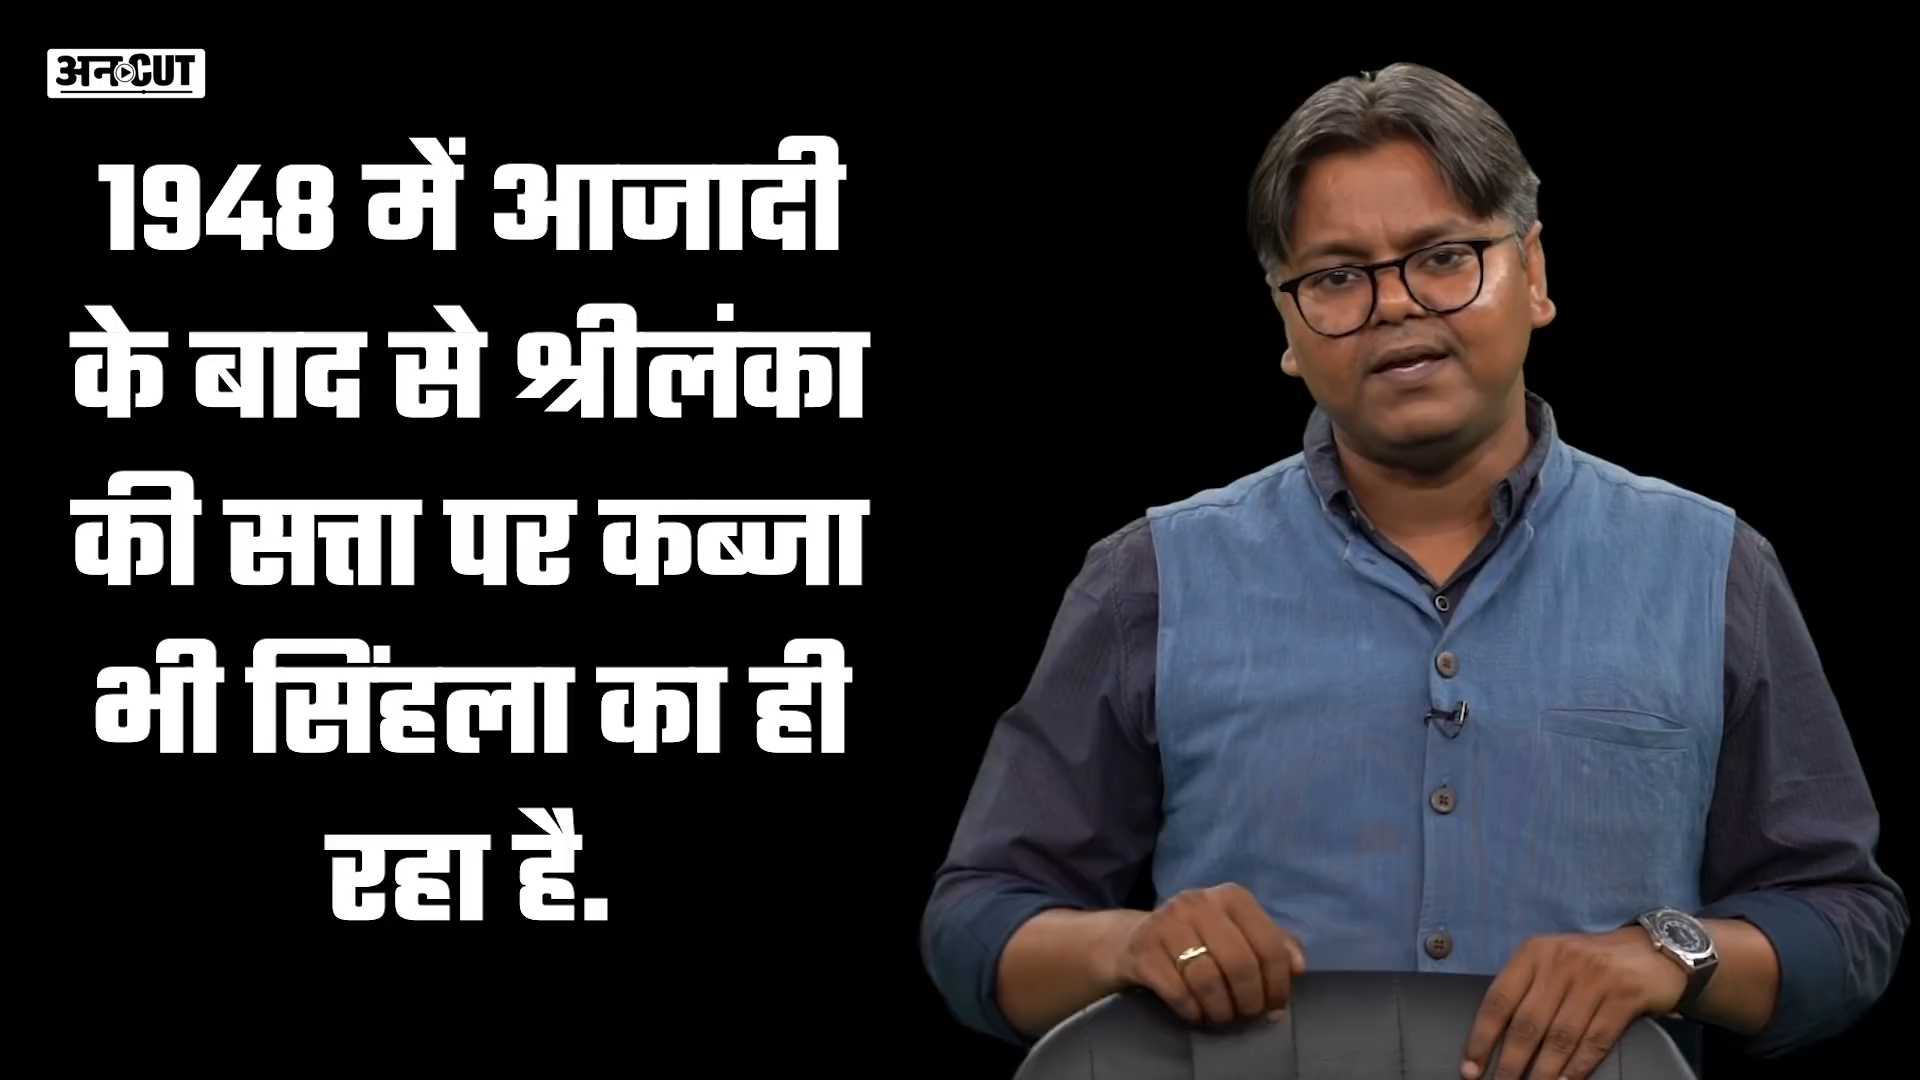 अनCUT
1948 में आजादी
के बाद से श्रीलंका
की सत्ता पर कब्जा
भी सिंहला का ही
रहा है.